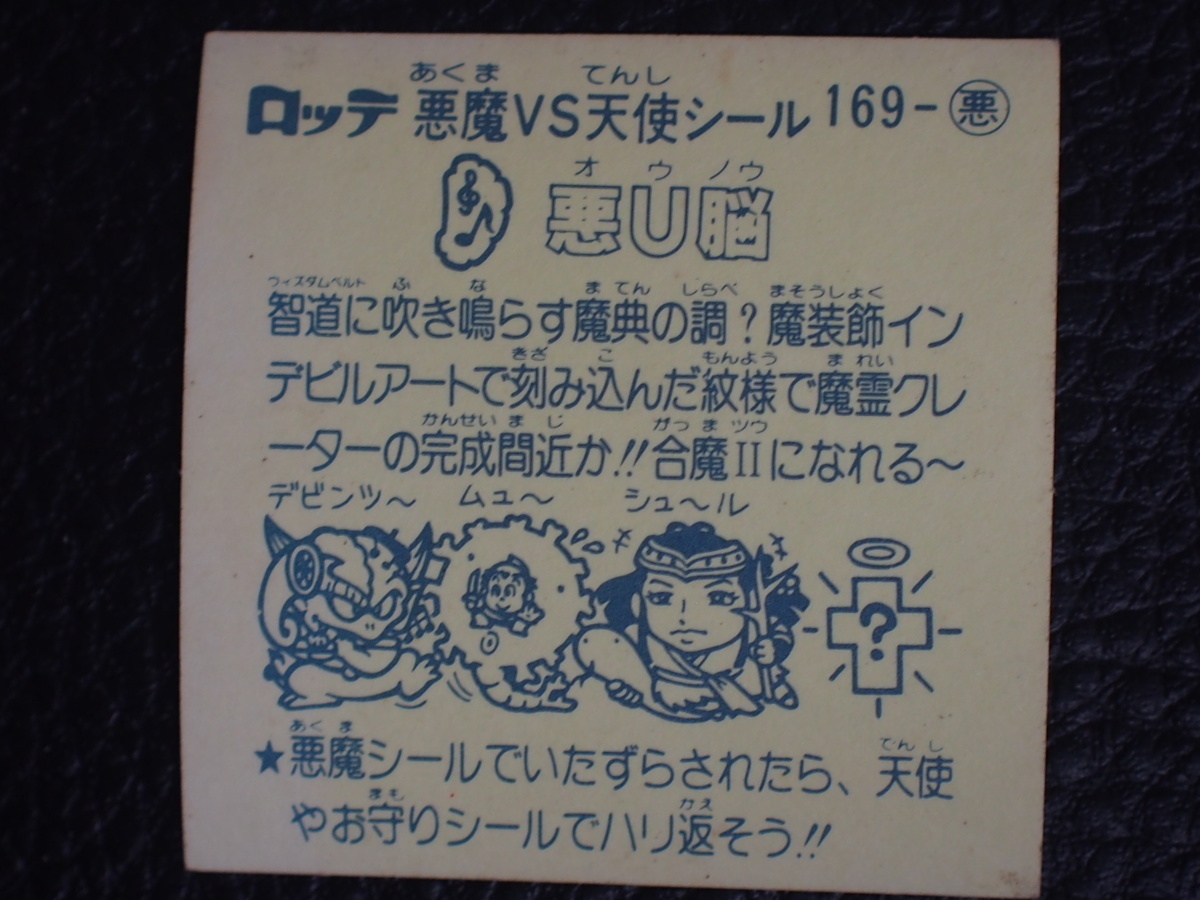 あくま てんし
ロッテ 悪魔VS天使シール 169-悪
オウノウ
悪U脳
ウィズダムベルト ふ な ま てん しらべ まそうしょく
智道に吹き鳴らす魔典の調？魔装飾イン
きざ こ もんよう ま れい
デビルアートで刻み込んだ紋様で魔霊クレ
かんせい ま じ がつ ま ツウ
ーターの完成間近か!!合魔IIになれる～
デビンツ～ ムュ～ シュ～ル
?
あく ま てん し
★悪魔シールでいたずらされたら、天使
まも かえ
やお守りシールでハリ返そう!!